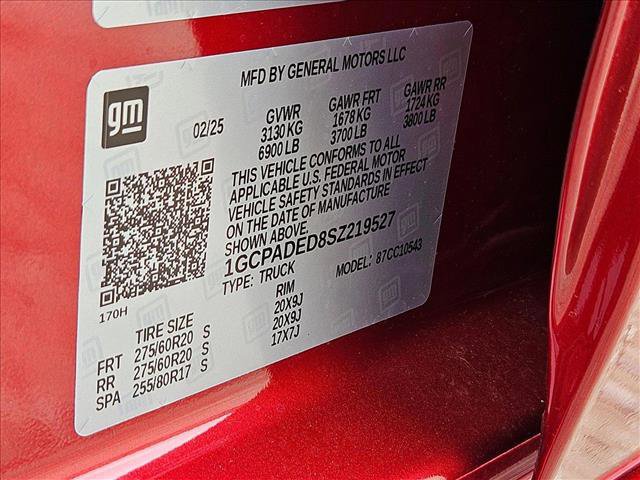 MFD BY GENERAL MOTORS LLC
gm
02/25
GVWR GAWR FRT GAWR RR
3130 KG 1678 KG 1724 KG
6900 LB 3700 LB 3800 LB
THIS VEHICLE CONFORMS TO ALL
APPLICABLE U.S. FEDERAL MOTOR
VEHICLE SAFETY STANDARDS IN EFFECT
ON THE DATE OF MANUFACTURE
SHOWN ABOVE.
1GCPADED8SZ219527
TYPE: TRUCK MODEL: 87CC10543
170H
TIRE SIZE RIM
FRT 275/60R20 S 20X9J
RR 275/60R20 S 20X9J
SPA 255/80R17 S 17X7J